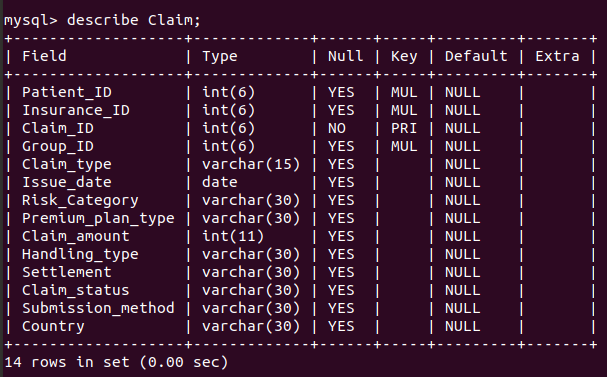 mysql> describe Claim;
+-------------------+-------------+------+-----+---------+-------+
| Field             | Type        | Null | Key | Default | Extra |
+-------------------+-------------+------+-----+---------+-------+
| Patient_ID        | int(6)      | YES  | MUL | NULL    |       |
| Insurance_ID      | int(6)      | YES  | MUL | NULL    |       |
| Claim_ID          | int(6)      | NO   | PRI | NULL    |       |
| Group_ID          | int(6)      | YES  | MUL | NULL    |       |
| Claim_type        | varchar(15) | YES  |     | NULL    |       |
| Issue_date        | date        | YES  |     | NULL    |       |
| Risk_Category     | varchar(30) | YES  |     | NULL    |       |
| Premium_plan_type | varchar(30) | YES  |     | NULL    |       |
| Claim_amount      | int(11)     | YES  |     | NULL    |       |
| Handling_type     | varchar(30) | YES  |     | NULL    |       |
| Settlement        | varchar(30) | YES  |     | NULL    |       |
| Claim_status      | varchar(30) | YES  |     | NULL    |       |
| Submission_method | varchar(30) | YES  |     | NULL    |       |
| Country           | varchar(30) | YES  |     | NULL    |       |
+-------------------+-------------+------+-----+---------+-------+
14 rows in set (0.00 sec)